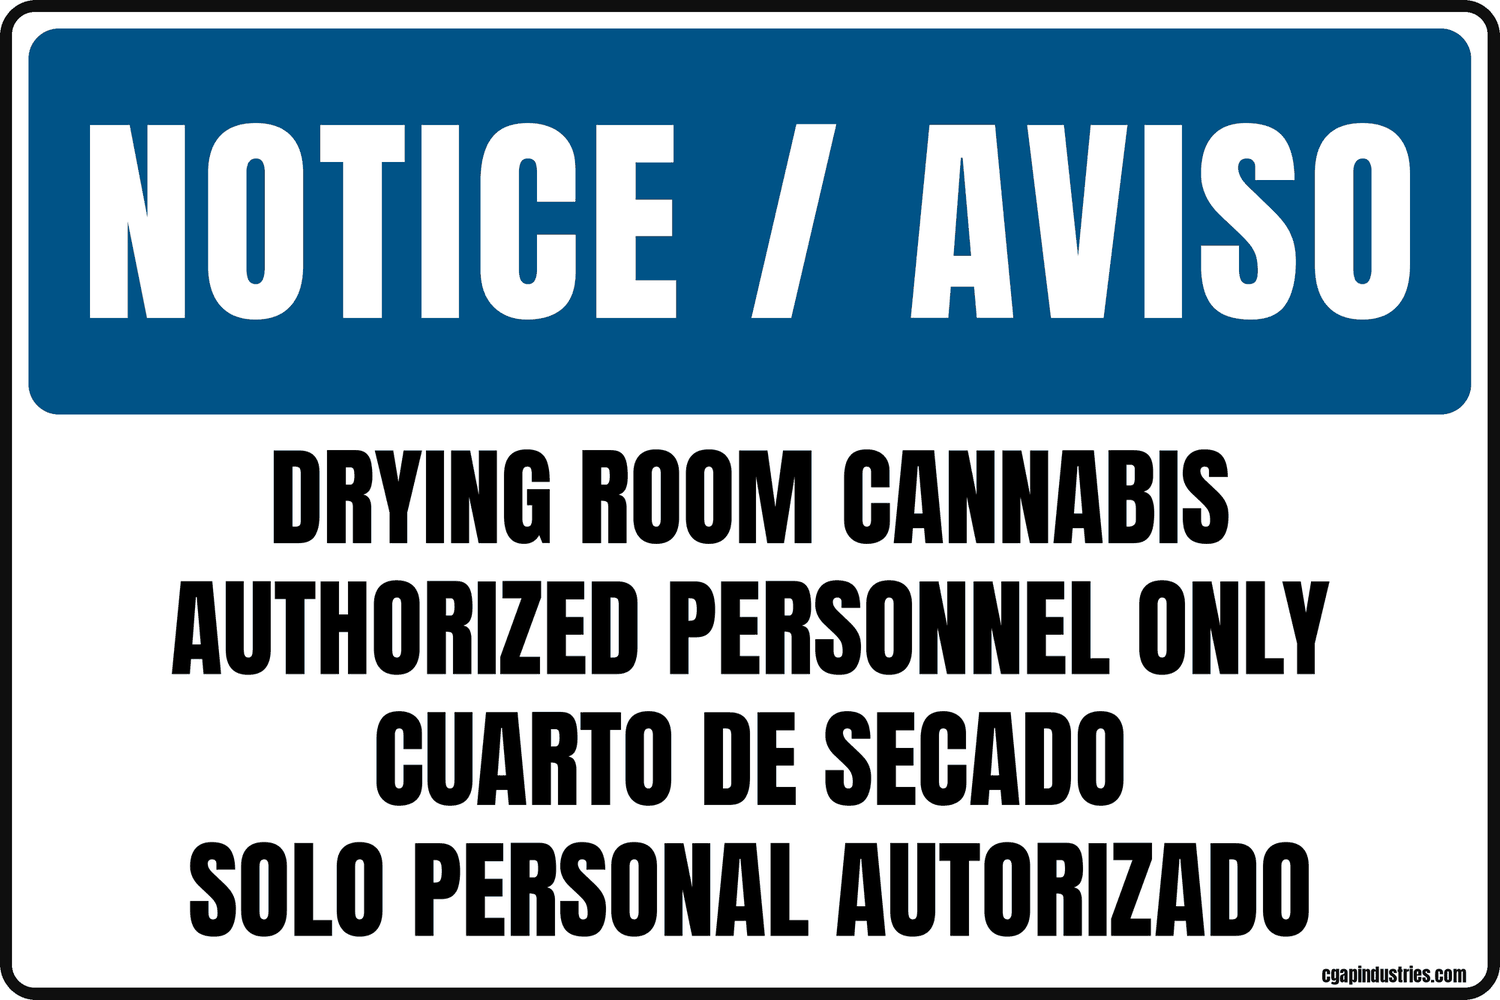 NOTICE / AVISO
DRYING ROOM CANNABIS
AUTHORIZED PERSONNEL ONLY
CUARTO DE SECADO
SOLO PERSONAL AUTORIZADO
cgapindustries.com